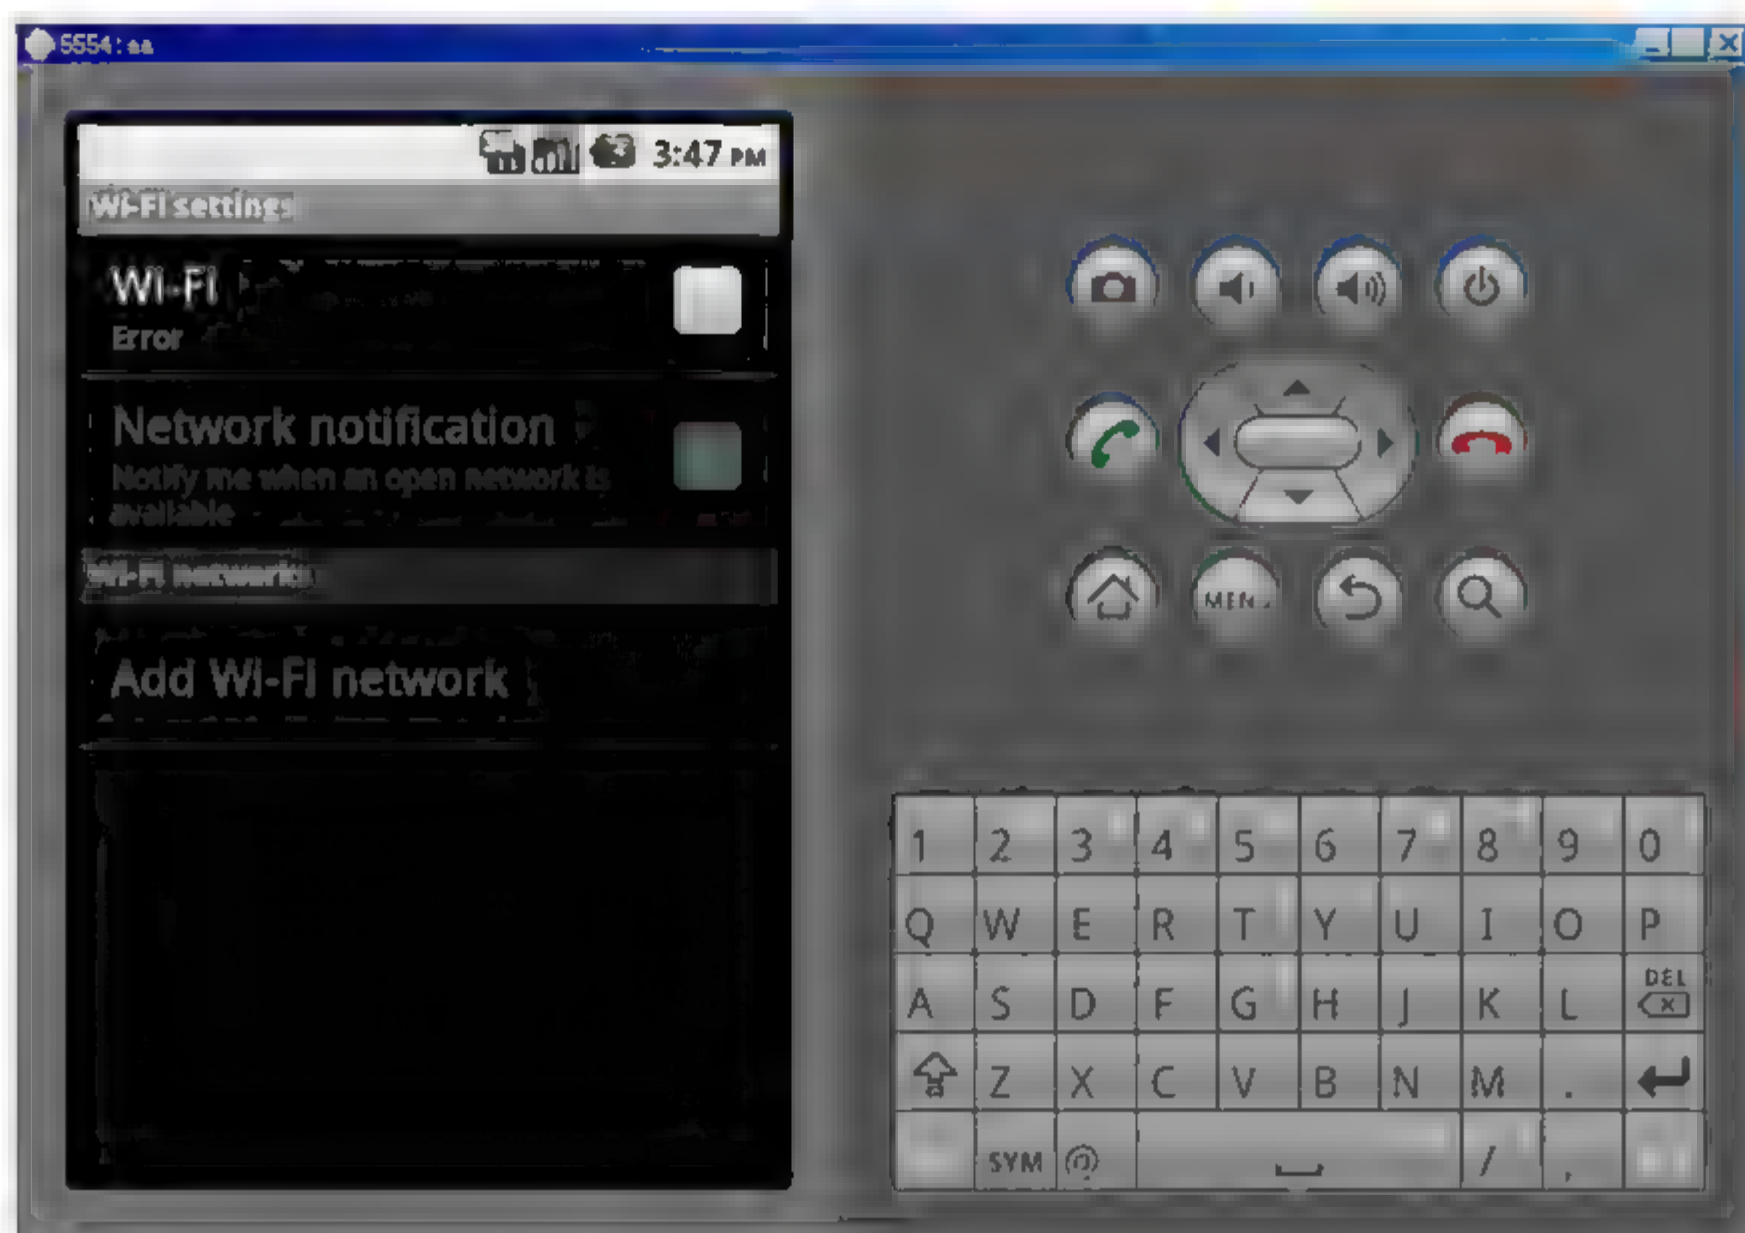 5554:aa
3:47 PM
Wi-Fi settings
Wi-Fi
Error
Network notification
Notify me when an open network is
available
Wi-Fi networks
Add Wi-Fi network
1 2 3 4 5 6 7 8 9 0
Q W E R T Y U I O P
A S D F G H J K L DEL
Z X C V B N M .
SYM @ / ,